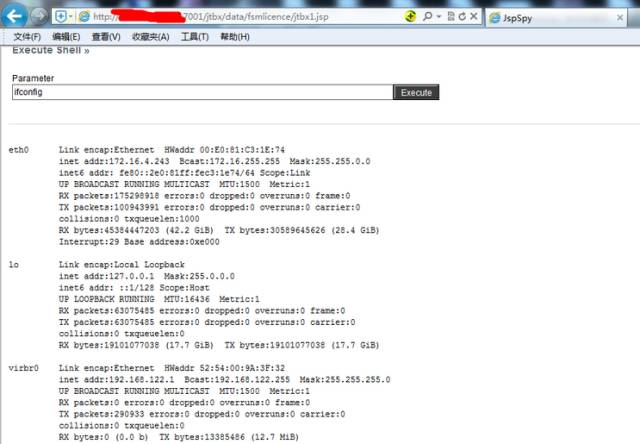 http://
7001/jtbx/data/fsmlicence/jtbx1.jsp
JspSpy
文件(F) 编辑(E) 查看(V) 收藏夹(A) 工具(T) 帮助(H)
Execute Shell »
Parameter
ifconfig
Execute
eth0 Link encap:Ethernet HWaddr 00:E0:81:C3:1E:74
inet addr:172.16.4.243 Bcast:172.16.255.255 Mask:255.255.0.0
inet6 addr: fe80::2e0:81ff:fec3:1e74/64 Scope:Link
UP BROADCAST RUNNING MULTICAST MTU:1500 Metric:1
RX packets:175298918 errors:0 dropped:0 overruns:0 frame:0
TX packets:100943991 errors:0 dropped:0 overruns:0 carrier:0
collisions:0 txqueuelen:1000
RX bytes:45384447203 (42.2 GiB) TX bytes:30589645626 (28.4 GiB)
Interrupt:29 Base address:0xe000
lo Link encap:Local Loopback
inet addr:127.0.0.1 Mask:255.0.0.0
inet6 addr: ::1/128 Scope:Host
UP LOOPBACK RUNNING MTU:16436 Metric:1
RX packets:63075485 errors:0 dropped:0 overruns:0 frame:0
TX packets:63075485 errors:0 dropped:0 overruns:0 carrier:0
collisions:0 txqueuelen:0
RX bytes:19101077038 (17.7 GiB) TX bytes:19101077038 (17.7 GiB)
virbr0 Link encap:Ethernet HWaddr 52:54:00:9A:3F:32
inet addr:192.168.122.1 Bcast:192.168.122.255 Mask:255.255.255.0
UP BROADCAST RUNNING MULTICAST MTU:1500 Metric:1
RX packets:0 errors:0 dropped:0 overruns:0 frame:0
TX packets:290933 errors:0 dropped:0 overruns:0 carrier:0
collisions:0 txqueuelen:0
RX bytes:0 (0.0 b) TX bytes:13385486 (12.7 MiB)